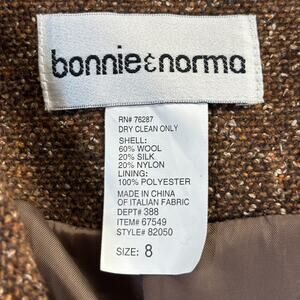 bonnie&norma
RN# 76287
DRY CLEAN ONLY
SHELL:
60% WOOL
20% SILK
20% NYLON
LINING:
100% POLYESTER
MADE IN CHINA
OF ITALIAN FABRIC
DEPT# 388
ITEM# 67549
STYLE# 82050
SIZE: 8